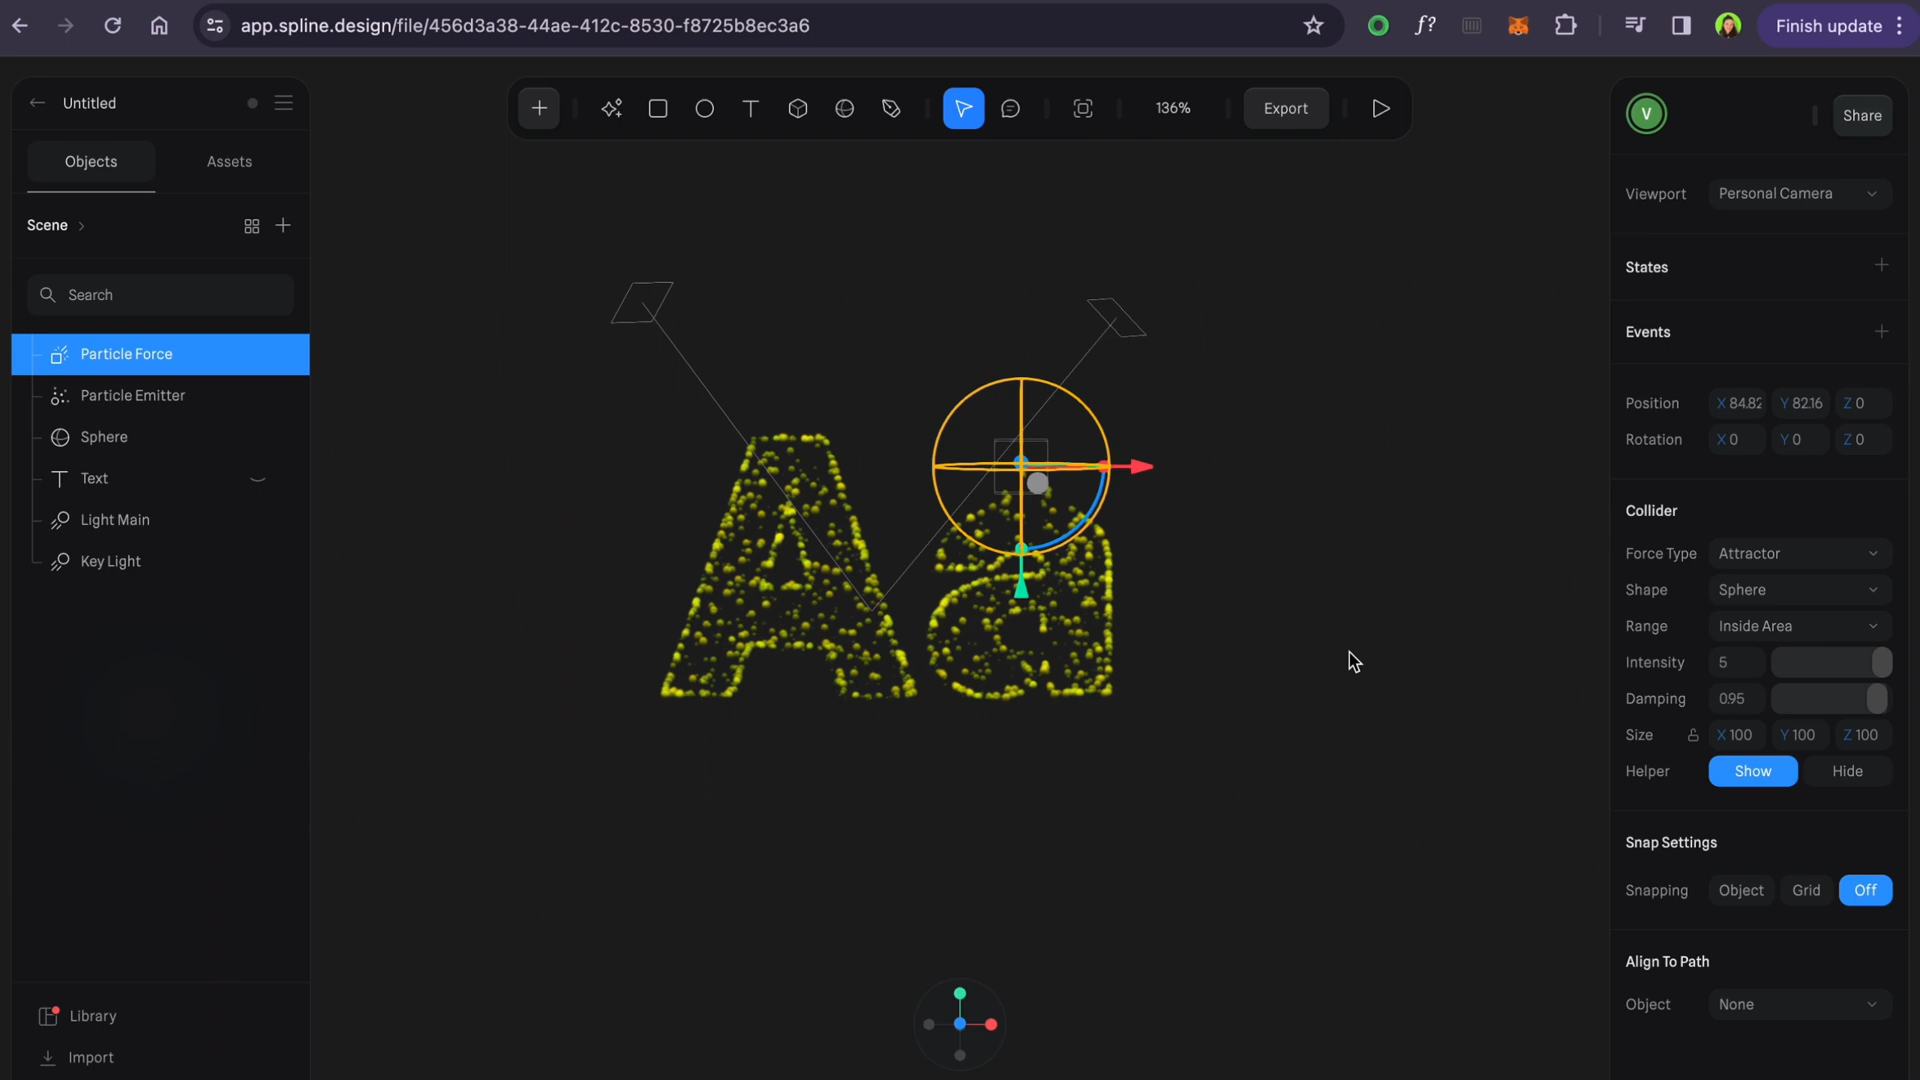 app.spline.design/file/456d3a38-44ae-412c-8530-f8725b8ec3a6
f?
Finish update
Untitled
Objects
Assets
Scene
Search
Particle Force
Particle Emitter
Sphere
Text
Light Main
Key Light
Library
Import
136%
Export
Aa
V
Share
Viewport Personal Camera
States
Events
Position X 84.82 Y 82.16 Z 0
Rotation X 0 Y 0 Z 0
Collider
Force Type Attractor
Shape Sphere
Range Inside Area
Intensity 5
Damping 0.95
Size X 100 Y 100 Z 100
Helper Show Hide
Snap Settings
Snapping Object Grid Off
Align To Path
Object None